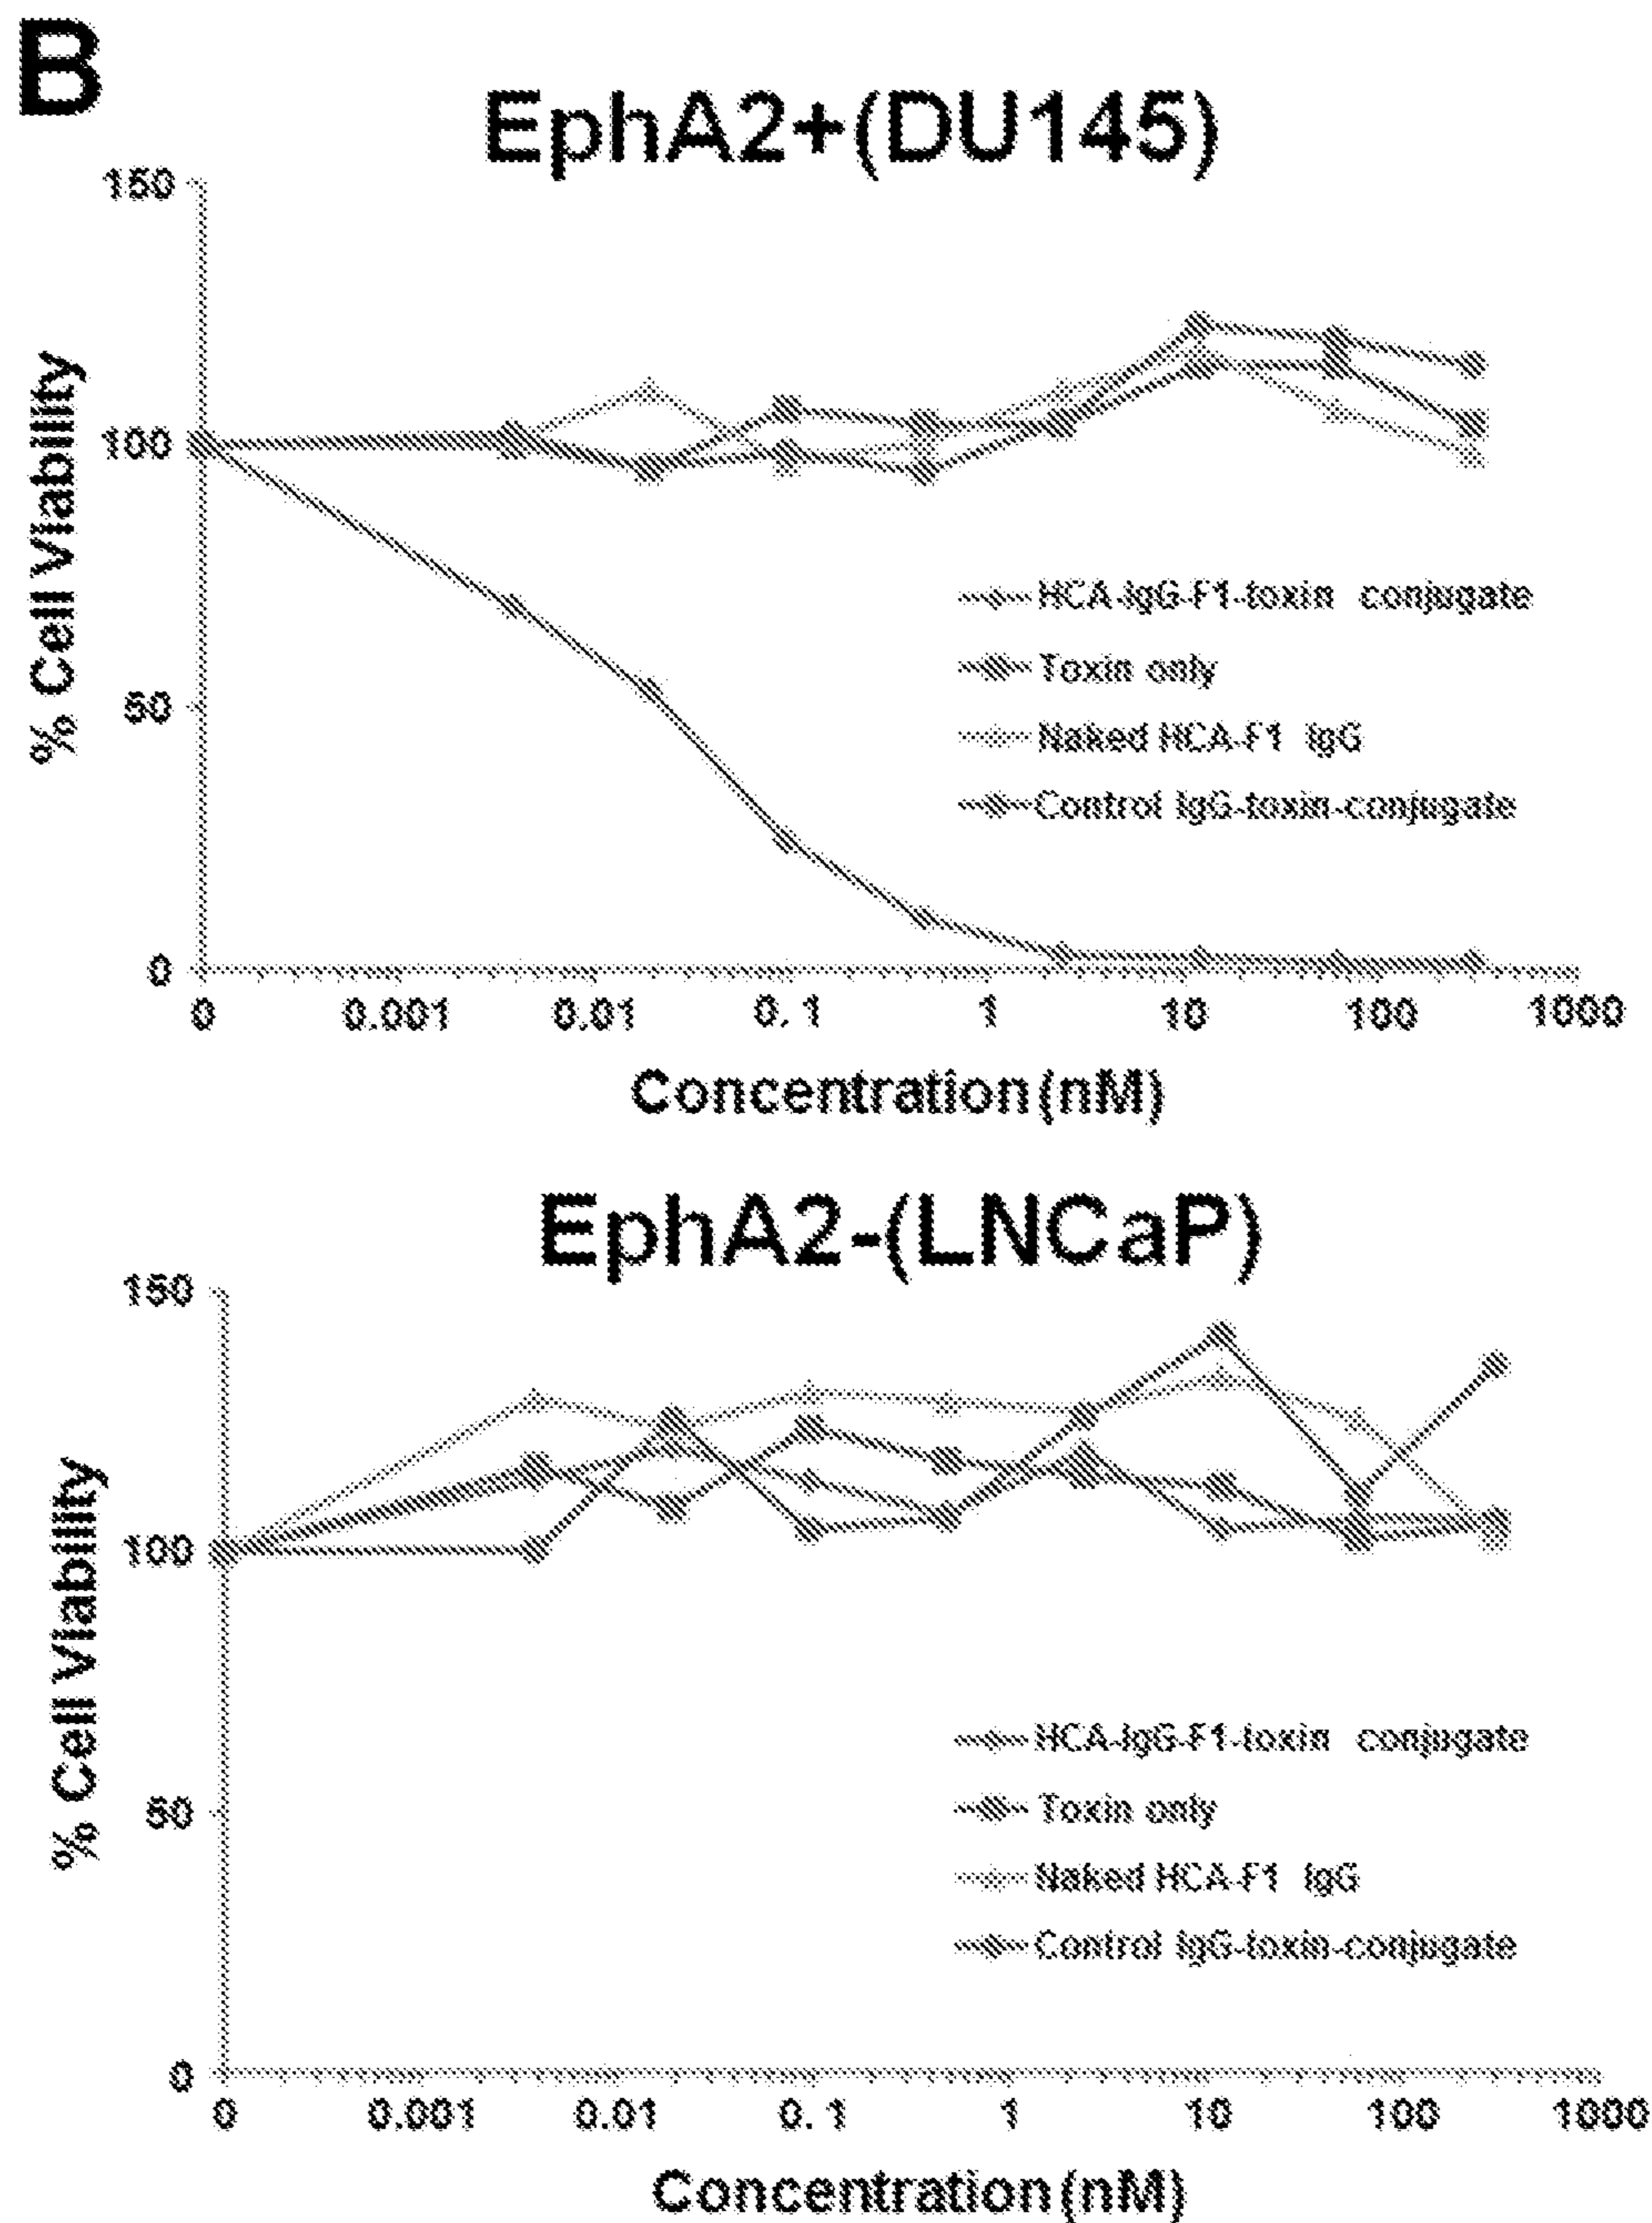 B
EphA2+(DU145)
150
100
50
0
% Cell Viability
HCA-IgG-F1-toxin conjugate
Toxin only
Naked HCA-F1 IgG
Control IgG-toxin-conjugate
0 0.001 0.01 0.1 1 10 100 1000
Concentration (nM)
EphA2-(LNCaP)
150
100
50
0
% Cell Viability
HCA-IgG-F1-toxin conjugate
Toxin only
Naked HCA-F1 IgG
Control IgG-toxin-conjugate
0 0.001 0.01 0.1 1 10 100 1000
Concentration (nM)